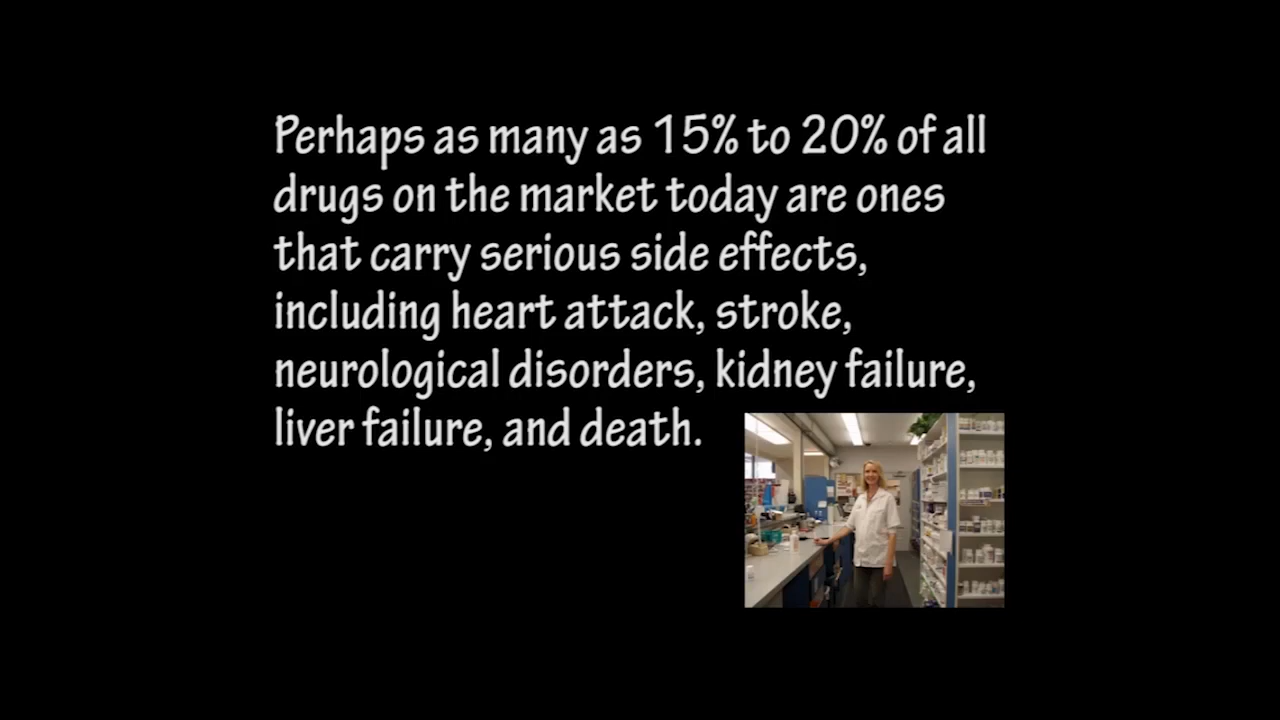 Perhaps as many as 15% to 20% of all
drugs on the market today are ones
that carry serious side effects,
including heart attack, stroke,
neurological disorders, kidney failure,
liver failure, and death.